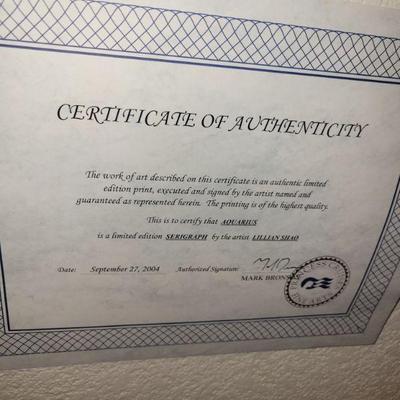 CERTIFICATE OF AUTHENTICITY
The work of art described on this certificate is an authentic limited
edition print, executed and signed by the artist named and
guaranteed as represented herein. The printing is of the highest quality.
This is to certify that AQUARIUS
is a limited edition SERIGRAPH by the artist LILLIAN SHAO
Date: September 27, 2004 Authorized Signature:
MARK
PRINCESS
FINE ART